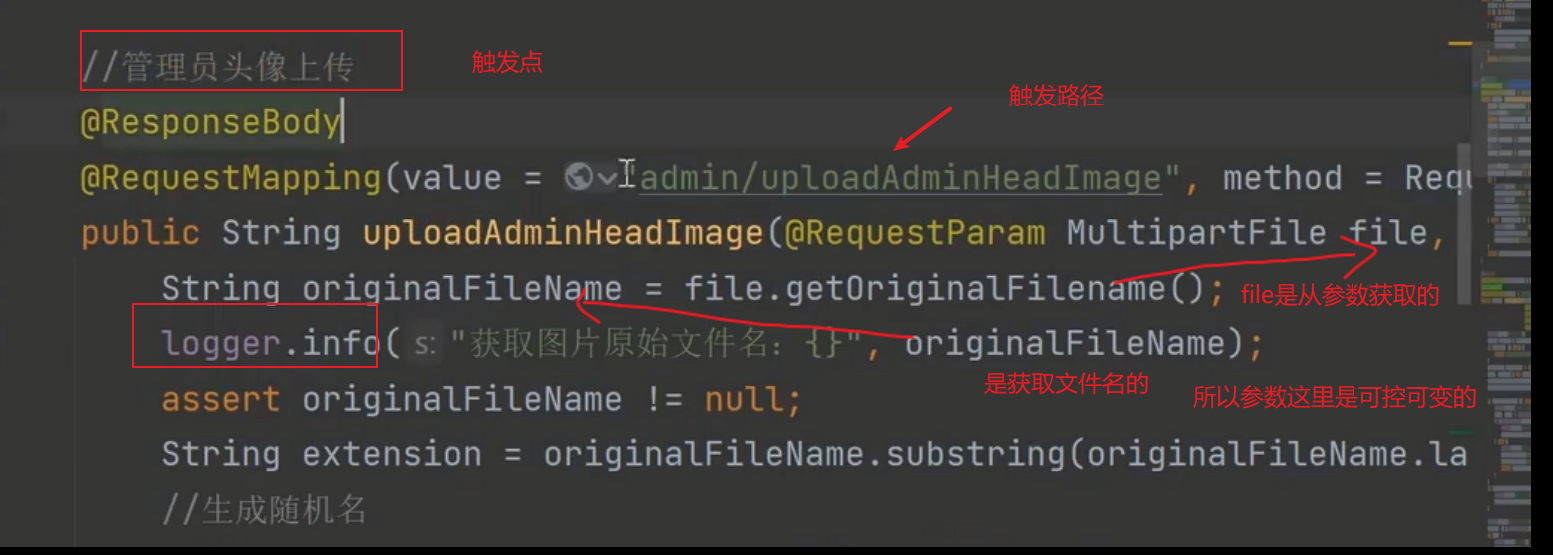 //管理员头像上传
触发点
触发路径
@ResponseBody
@RequestMapping(value = "admin/uploadAdminHeadImage", method = Requ
public String uploadAdminHeadImage(@RequestParam MultipartFile file,
String originalFileName = file.getOriginalFilename();
file是从参数获取的
logger.info( s: "获取图片原始文件名：{}", originalFileName);
是获取文件名的
所以参数这里是可控可变的
assert originalFileName != null;
String extension = originalFileName.substring(originalFileName.la
//生成随机名